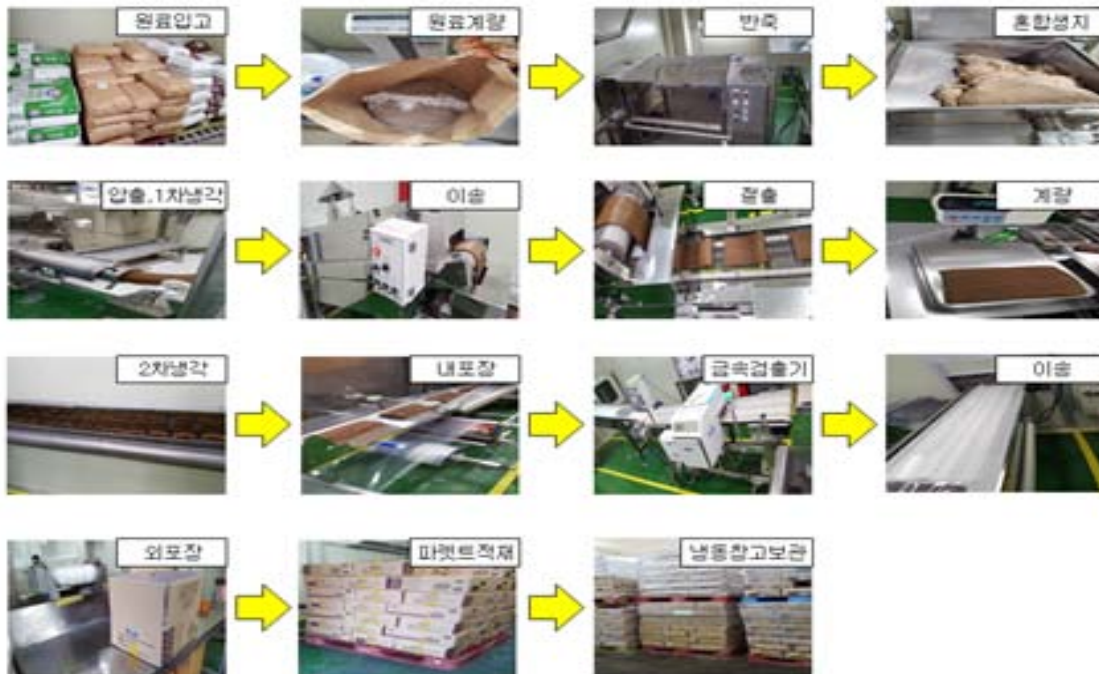 원료입고
원료계량
반죽
혼합생지
압출,1차냉각
이송
절출
계량
2차냉각
내포장
금속검출기
이송
외포장
파렛트적재
냉동창고보관